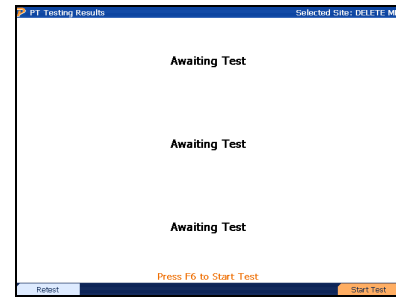 PT Testing Results Selected Site: DELETE M
Awaiting Test
Awaiting Test
Awaiting Test
Press F6 to Start Test
Retest Start Test